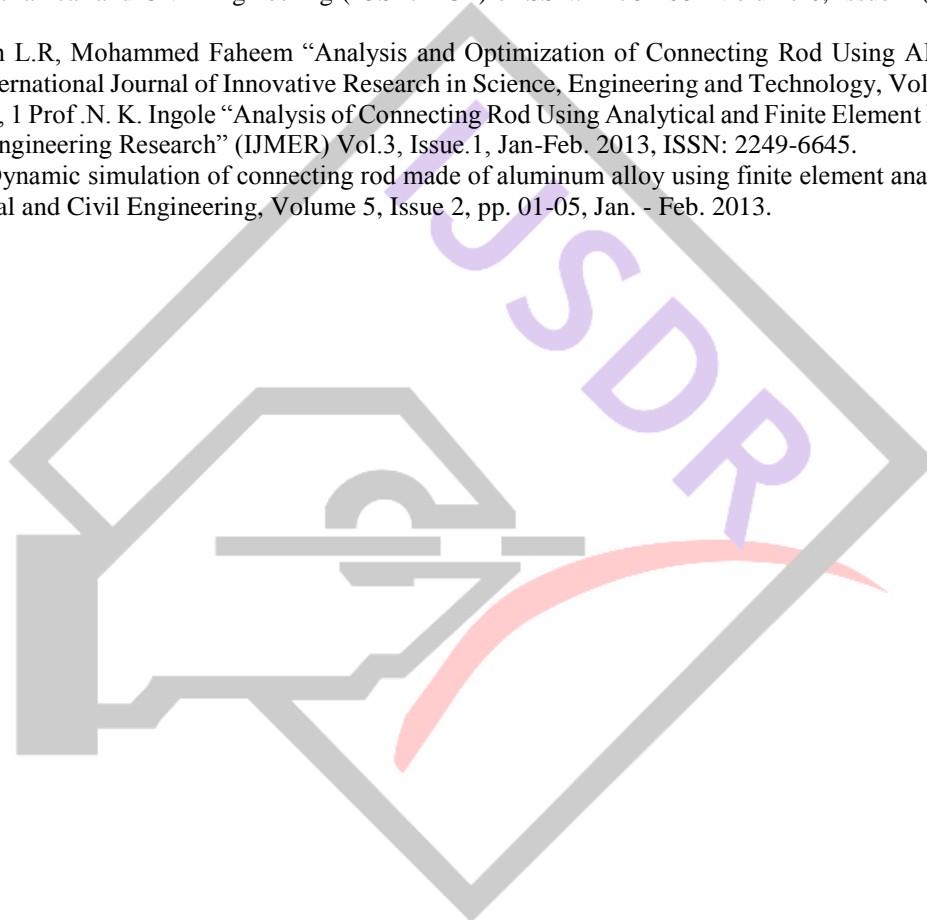 n L.R, Mohammed Faheem “Analysis and Optimization of Connecting Rod Using Al
ernational Journal of Innovative Research in Science, Engineering and Technology, Vol
, 1 Prof .N. K. Ingole “Analysis of Connecting Rod Using Analytical and Finite Element
ngineering Research” (IJMER) Vol.3, Issue.1, Jan-Feb. 2013, ISSN: 2249-6645.
Dynamic simulation of connecting rod made of aluminum alloy using finite element ana
al and Civil Engineering, Volume 5, Issue 2, pp. 01-05, Jan. - Feb. 2013.
IJSDR